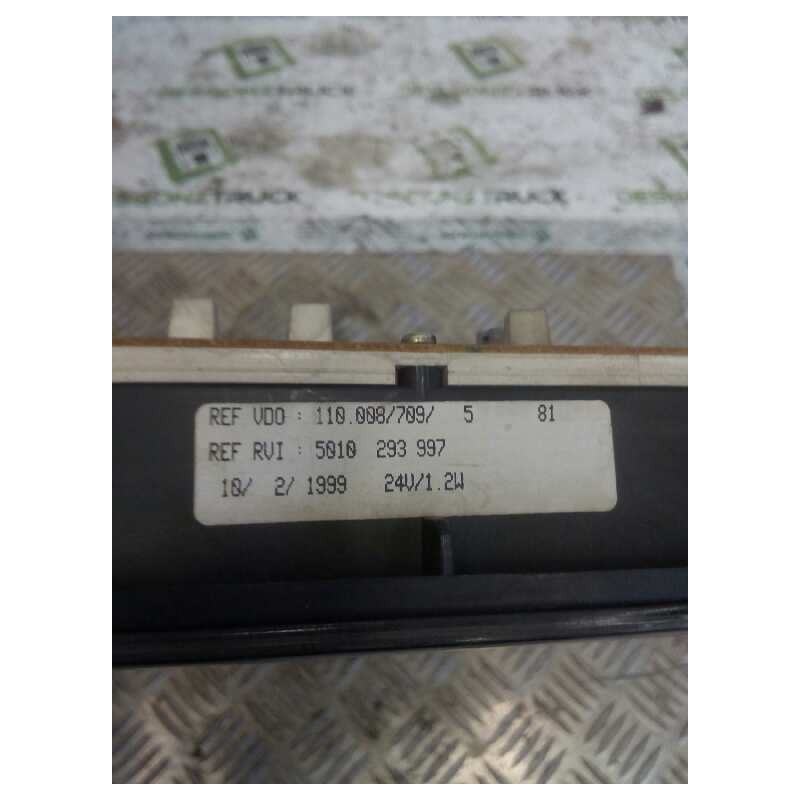 REF VDO : 110.008/709/ 5 81
REF RVI : 5010 293 997
10/ 2/ 1999 24V/1.2W